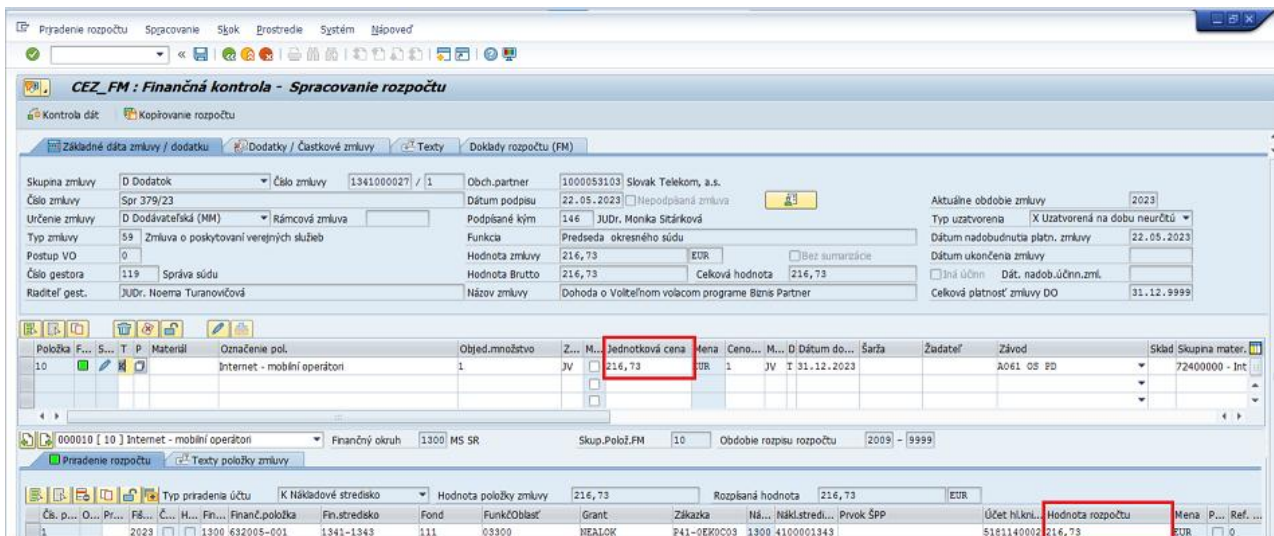 Priradenie rozpočtu Spracovanie Skok Prostredie Systém Nápoveď
CEZ_FM : Finančná kontrola - Spracovanie rozpočtu
Kontrola dát Kopírovanie rozpočtu
Základné dáta zmluvy / dodatku Dodatky / Čiastkové zmluvy Texty Doklady rozpočtu (FM)
Skupina zmluvy D Dodatok Číslo zmluvy 1341000027 / 1 Obch.partner 1000053103 Slovak Telekom, a.s.
Číslo zmluvy Spr 379/23 Dátum podpisu 22.05.2023 Nepodpísaná zmluva Aktuálne obdobie zmluvy 2023
Určenie zmluvy D Dodávateľská (MM) Rámcová zmluva Podpísané kým 146 JUDr. Monika Sitárková Typ uzatvorenia X Uzatvorená na dobu neurčitú
Typ zmluvy 59 Zmluva o poskytovaní verejných služieb Funkcia Predseda okresného súdu Dátum nadobudnutia platn. zmluvy 22.05.2023
Postup VO 0 Hodnota zmluvy 216,73 EUR Bez sumarizácie Dátum ukončenia zmluvy
Číslo gestora 119 Správa súdu Hodnota Brutto 216,73 Celková hodnota 216,73 Iná účinn Dát. nadob.účinn.zml.
Riaditeľ gest. JUDr. Noema Turanovičová Názov zmluvy Dohoda o Voliteľnom volacom programe Biznis Partner Celková platnosť zmluvy DO 31.12.9999
Položka F... S... T P Materiál Označenie pol. Objed.množstvo Z... M... Jednotková cena Mena Ceno... M... D Dátum do... Šarža Žiadateľ Závod Sklad Skupina mater.
10 K Internet - mobilní operátori 1 JV 216,73 EUR 1 JV T 31.12.2023 A061 OS PD 72400000 - Int
000010 [ 10 ] Internet - mobilní operátori Finančný okruh 1300 MS SR Skup.Polož.FM 10 Obdobie rozpisu rozpočtu 2009 - 9999
Priradenie rozpočtu Texty položky zmluvy
Typ priradenia účtu K Nákladové stredisko Hodnota položky zmluvy 216,73 Rozpísaná hodnota 216,73 EUR
Čís. p... O... Pr... Fiš... Č... H... Fin... Finanč.položka Fin.stredisko Fond FunkčOblasť Grant Zákazka Ná... Nákl.stredi... Prvok ŠPP Účet hl.kni... Hodnota rozpočtu Mena P... Ref. ...
1 2023 1300 632005-001 1341-1343 111 03300 NEALOK P41-0EK0C03 1300 4100001343 5181140002 216,73 EUR 0